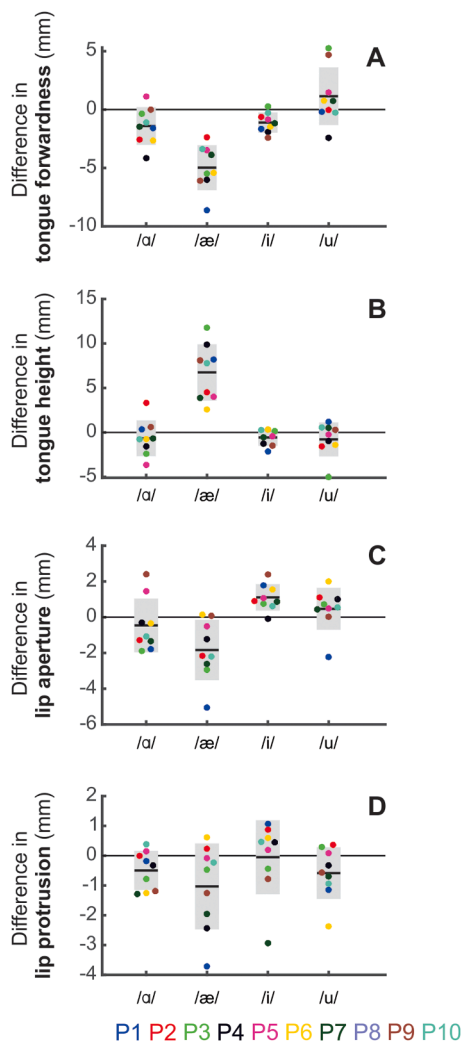 A
Difference in
tongue forwardness (mm)
5
0
-5
-10
/ɑ/ /æ/ /i/ /u/
B
Difference in
tongue height (mm)
15
10
5
0
-5
/ɑ/ /æ/ /i/ /u/
C
Difference in
lip aperture (mm)
4
2
0
-2
-4
-6
/ɑ/ /æ/ /i/ /u/
D
Difference in
lip protrusion (mm)
2
1
0
-1
-2
-3
-4
/ɑ/ /æ/ /i/ /u/
P1 P2 P3 P4 P5 P6 P7 P8 P9 P10